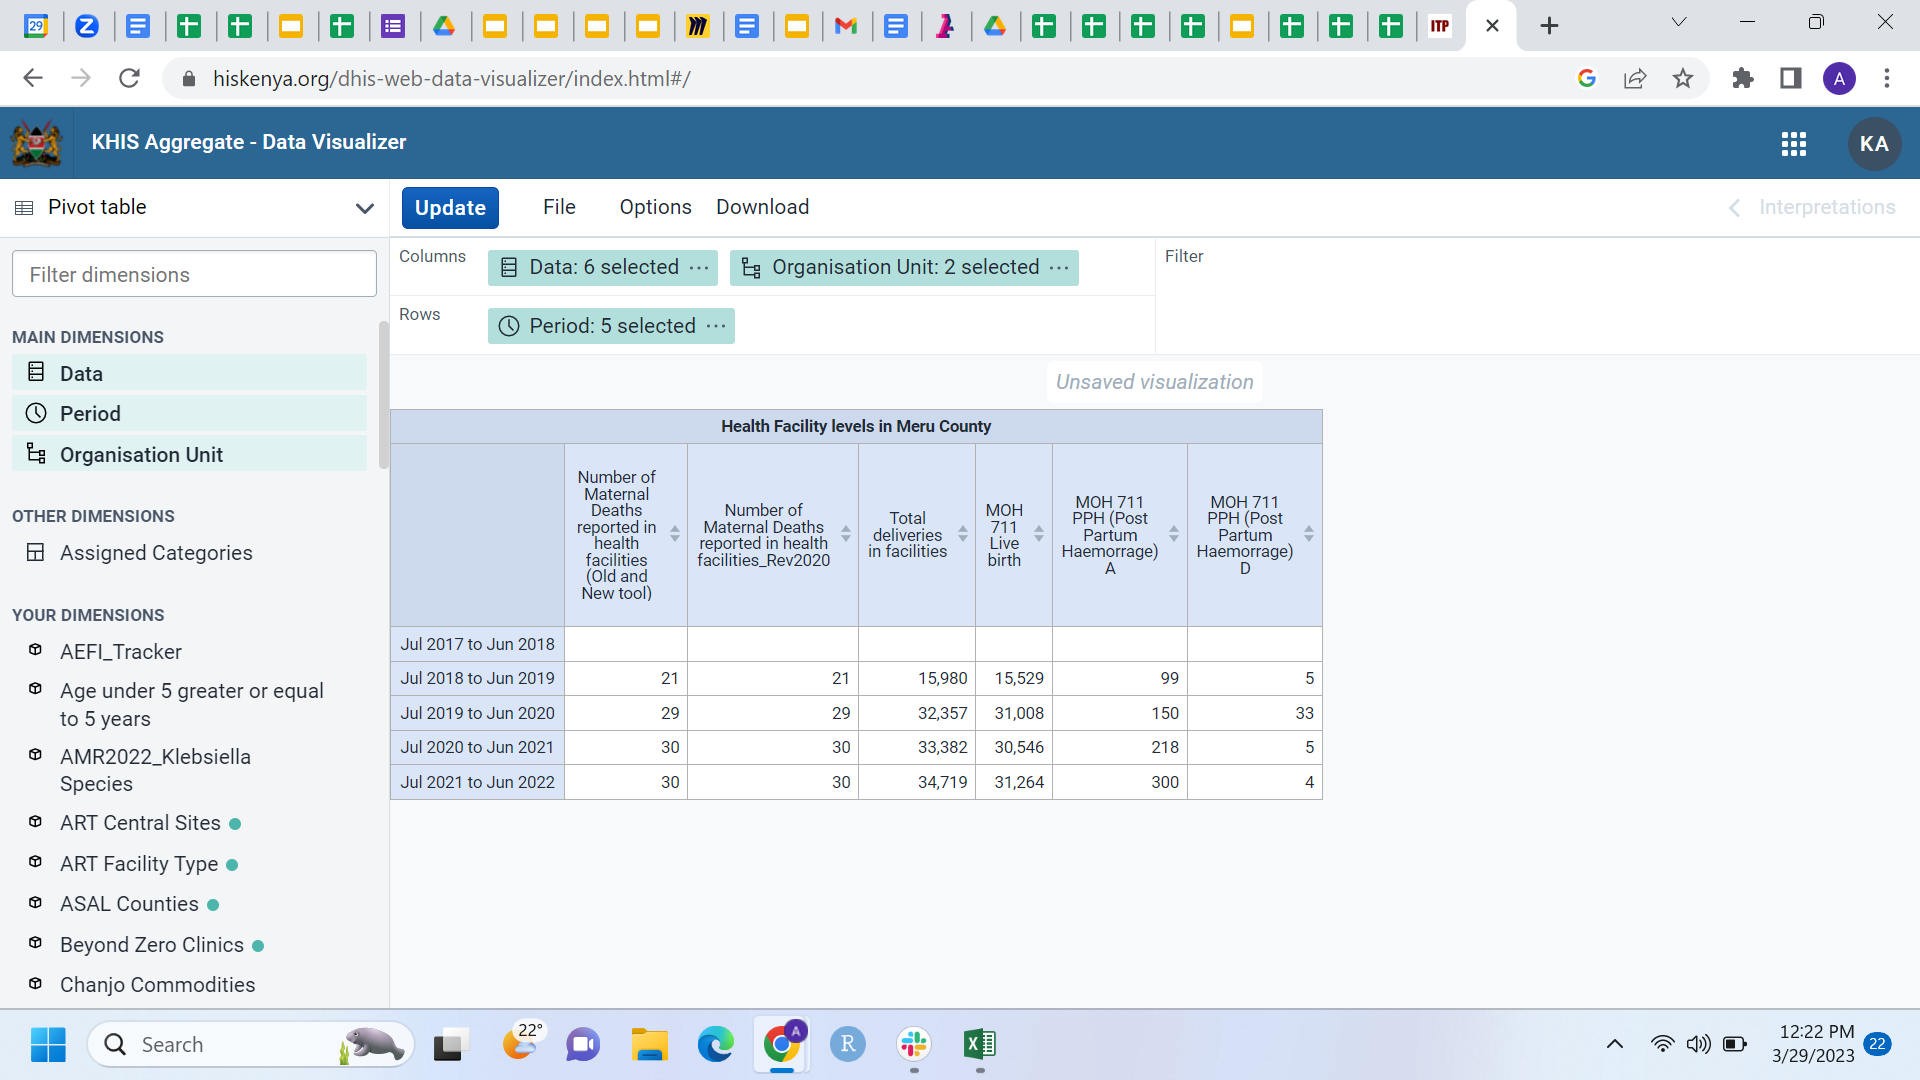 29
Z
ITP
hiskenya.org/dhis-web-data-visualizer/index.html#/
A
KHIS Aggregate - Data Visualizer
KA
Pivot table
Update
File
Options
Download
Interpretations
Filter dimensions
MAIN DIMENSIONS
Data
Period
Organisation Unit
OTHER DIMENSIONS
Assigned Categories
YOUR DIMENSIONS
AEFI_Tracker
Age under 5 greater or equal
to 5 years
AMR2022_Klebsiella
Species
ART Central Sites
ART Facility Type
ASAL Counties
Beyond Zero Clinics
Chanjo Commodities
Columns
Data: 6 selected
Organisation Unit: 2 selected
Filter
Rows
Period: 5 selected
Unsaved visualization
Health Facility levels in Meru County
Number of
Maternal
Deaths
reported in
health
facilities
(Old and
New tool)
Number of
Maternal Deaths
reported in health
facilities_Rev2020
Total
deliveries
in facilities
MOH
711
Live
birth
MOH 711
PPH (Post
Partum
Haemorrage)
A
MOH 711
PPH (Post
Partum
Haemorrage)
D
Jul 2017 to Jun 2018
Jul 2018 to Jun 2019 21 21 15,980 15,529 99 5
Jul 2019 to Jun 2020 29 29 32,357 31,008 150 33
Jul 2020 to Jun 2021 30 30 33,382 30,546 218 5
Jul 2021 to Jun 2022 30 30 34,719 31,264 300 4
Search
22°
A
R
X
12:22 PM
3/29/2023
22